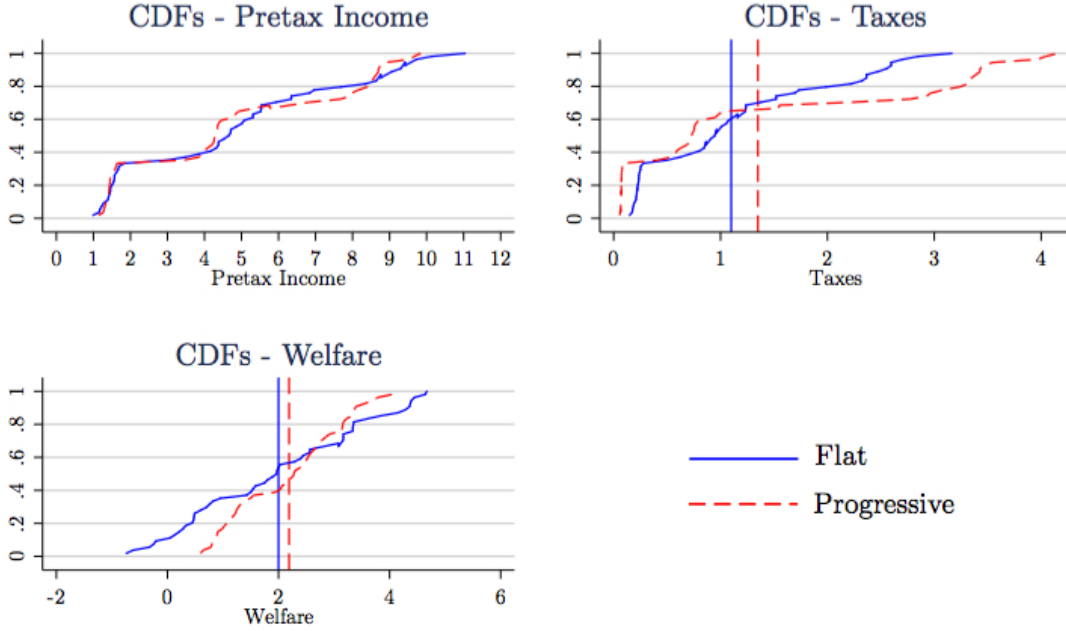 CDFs - Pretax Income
1
.8
.6
.4
.2
0
0 1 2 3 4 5 6 7 8 9 10 11 12
Pretax Income
CDFs - Taxes
1
.8
.6
.4
.2
0
0 1 2 3 4
Taxes
CDFs - Welfare
1
.8
.6
.4
.2
0
-2 0 2 4 6
Welfare
Flat
Progressive